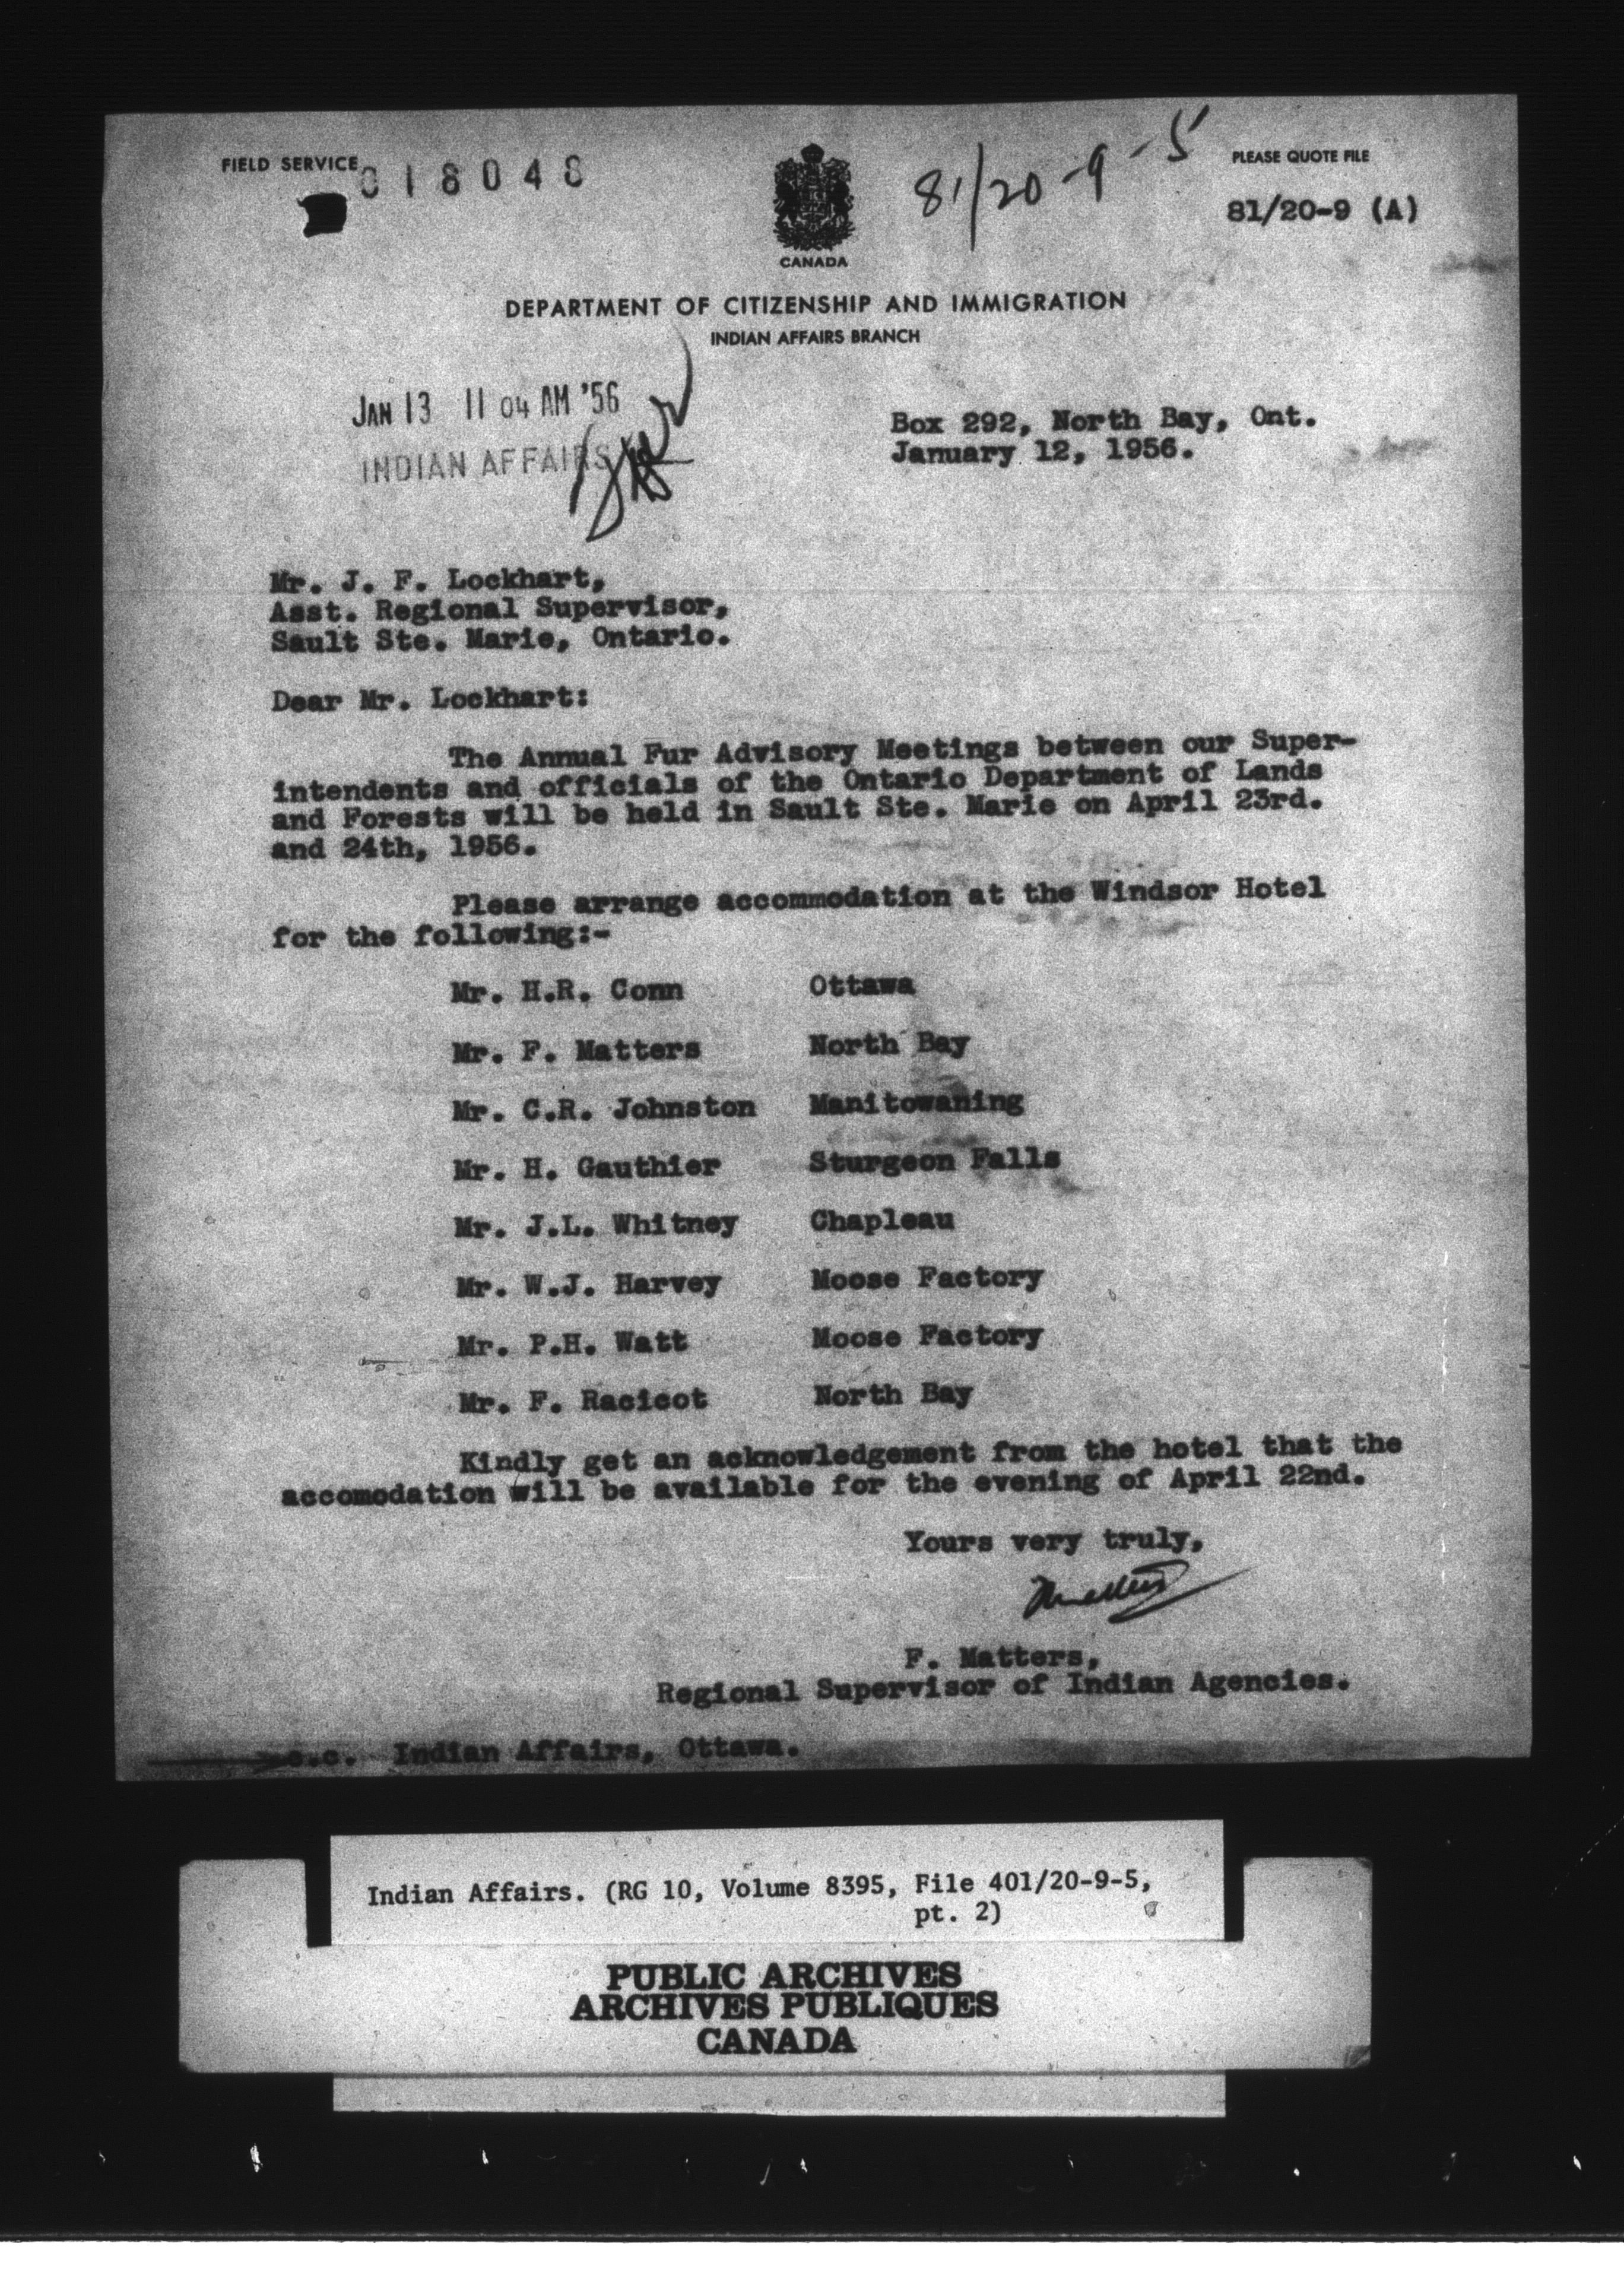 FIELD SERVICE
018048
81/20-9-5
PLEASE QUOTE FILE
81/20-9 (A)
CANADA
DEPARTMENT OF CITIZENSHIP AND IMMIGRATION
INDIAN AFFAIRS BRANCH
JAN 13 11 04 AM '56
INDIAN AFFAIRS
Box 292, North Bay, Ont.
January 12, 1956.
Mr. J. F. Lockhart,
Asst. Regional Supervisor,
Sault Ste. Marie, Ontario.
Dear Mr. Lockhart:
The Annual Fur Advisory Meetings between our Super-
intendents and officials of the Ontario Department of Lands
and Forests will be held in Sault Ste. Marie on April 23rd.
and 24th, 1956.
Please arrange accommodation at the Windsor Hotel
for the following:-
Mr. H.R. Conn Ottawa
Mr. F. Matters North Bay
Mr. C.R. Johnston Manitowaning
Mr. H. Gauthier Sturgeon Falls
Mr. J.L. Whitney Chapleau
Mr. W.J. Harvey Moose Factory
Mr. P.H. Watt Moose Factory
Mr. F. Racicot North Bay
Kindly get an acknowledgement from the hotel that the
accomodation will be available for the evening of April 22nd.
Yours very truly,
F. Matters,
Regional Supervisor of Indian Agencies.
c.c. Indian Affairs, Ottawa.
Indian Affairs. (RG 10, Volume 8395, File 401/20-9-5,
pt. 2)
PUBLIC ARCHIVES
ARCHIVES PUBLIQUES
CANADA